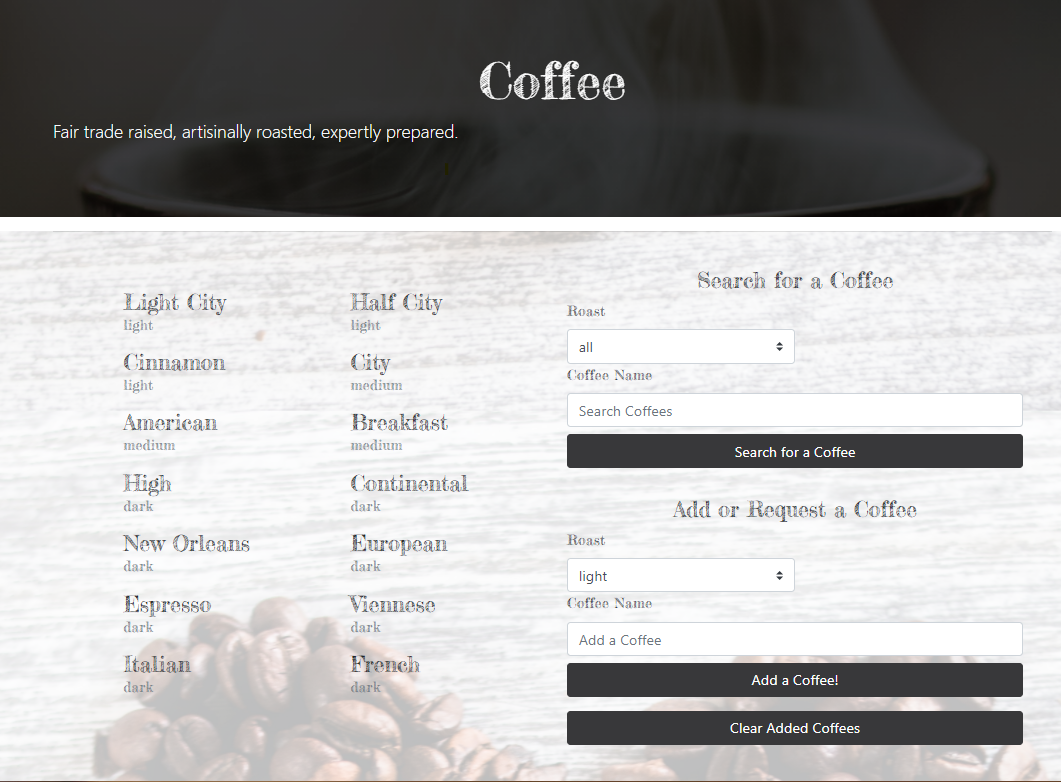 Coffee
Fair trade raised, artisinally roasted, expertly prepared.
Light City
light
Half City
light
Cinnamon
light
City
medium
American
medium
Breakfast
medium
High
dark
Continental
dark
New Orleans
dark
European
dark
Espresso
dark
Viennese
dark
Italian
dark
French
dark
Search for a Coffee
Roast
all
Coffee Name
Search Coffees
Search for a Coffee
Add or Request a Coffee
Roast
light
Coffee Name
Add a Coffee
Add a Coffee!
Clear Added Coffees